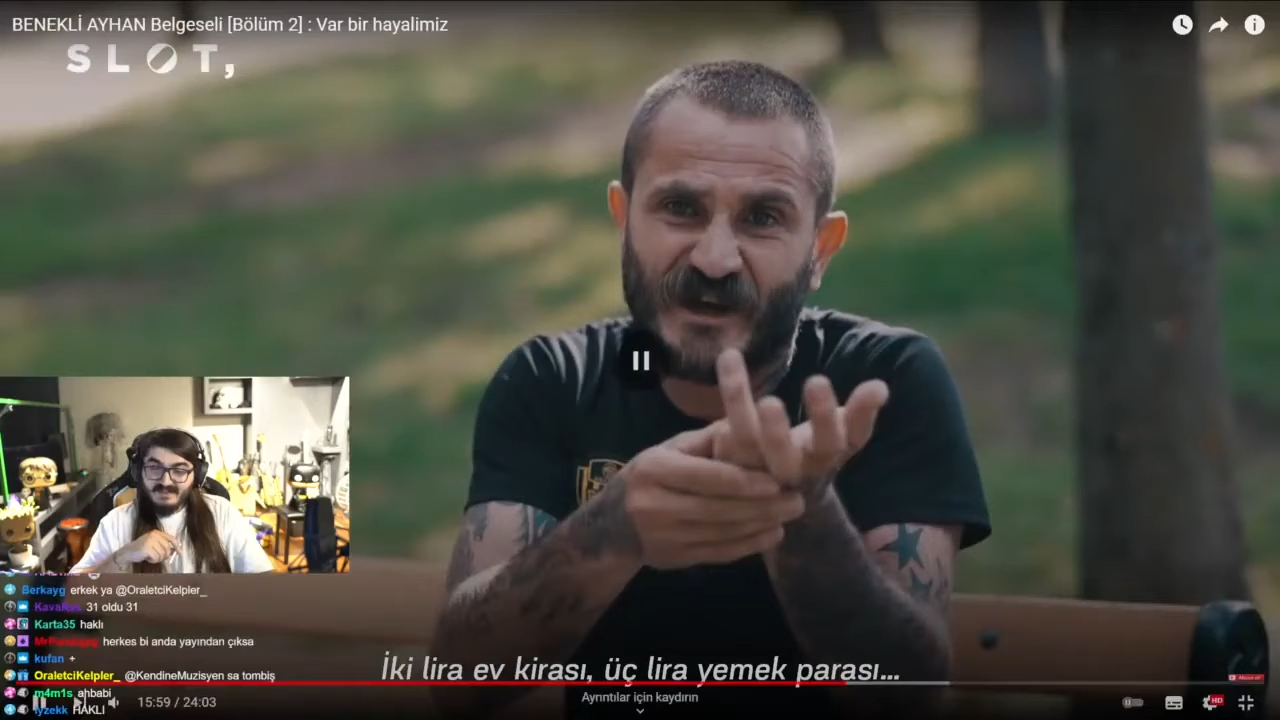 BENEKLİ AYHAN Belgeseli [Bölüm 2] : Var bir hayalimiz
SLOT,
Berkayg erkek ya @OraletciKelpler_
31 oldu 31
Karta35 haklı
herkes bi anda yayından çıksa
kufan +
OraletciKelpler_ @KendineMuzisyen sa tombiş
m4m1s ahbabi
lyzekk HAKLI
İki lira ev kirası, üç lira yemek parası...
Ayrıntılar için kaydırın
15:59 / 24:03
HD